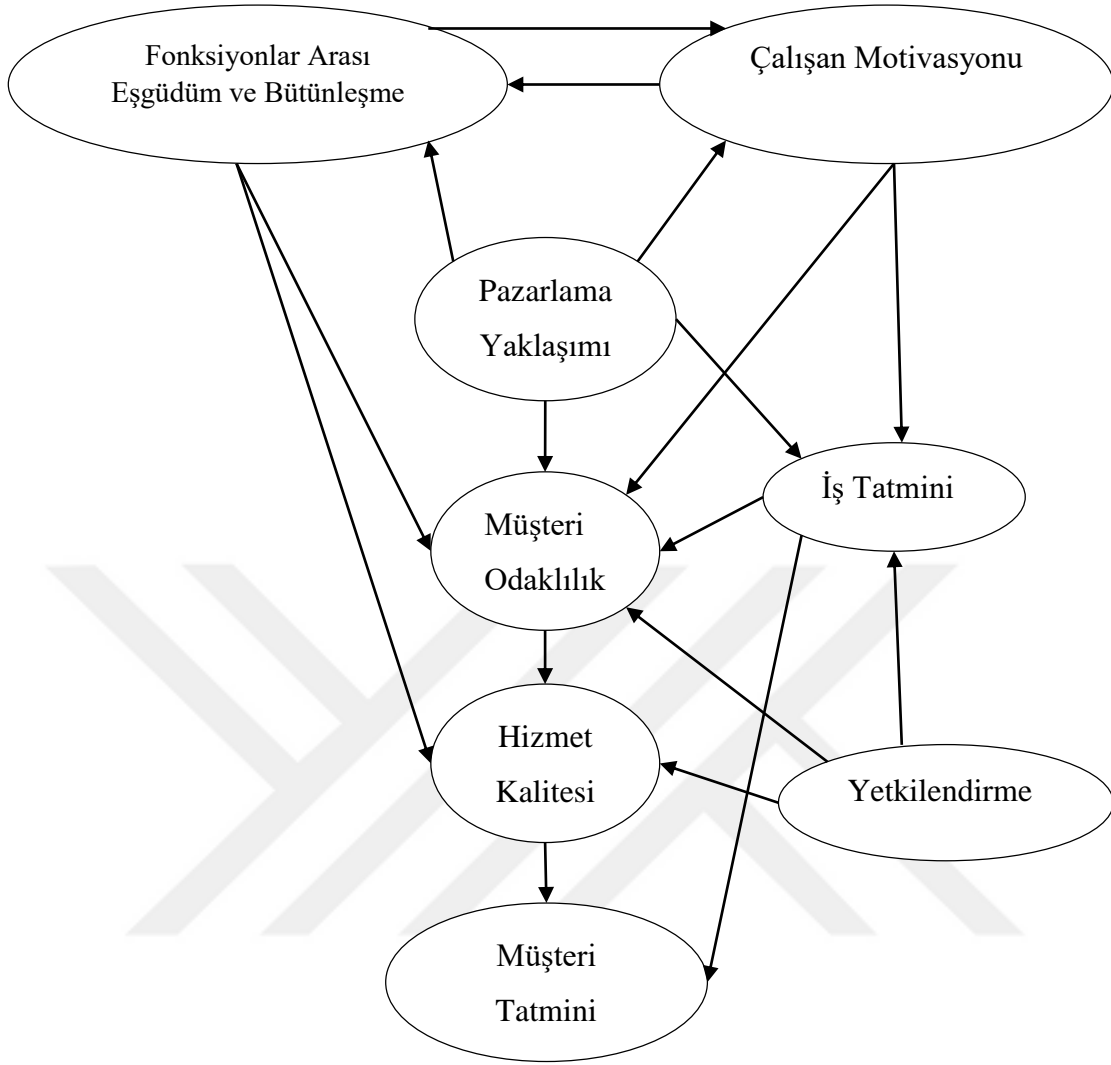 Fonksiyonlar Arası
Eşgüdüm ve Bütünleşme
Çalışan Motivasyonu
Pazarlama
Yaklaşımı
İş Tatmini
Müşteri
Odaklılık
Hizmet
Kalitesi
Yetkilendirme
Müşteri
Tatmini